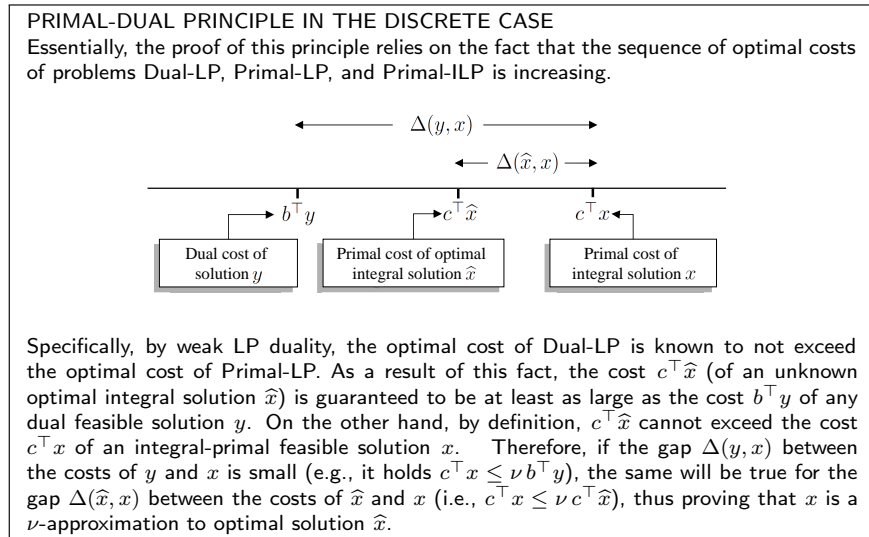 PRIMAL-DUAL PRINCIPLE IN THE DISCRETE CASE
Essentially, the proof of this principle relies on the fact that the sequence of optimal costs
of problems Dual-LP, Primal-LP, and Primal-ILP is increasing.
Δ(y, x)
Δ(x̂, x)
b⊤y c⊤x̂ c⊤x
Dual cost of
solution y
Primal cost of optimal
integral solution x̂
Primal cost of
integral solution x
Specifically, by weak LP duality, the optimal cost of Dual-LP is known to not exceed
the optimal cost of Primal-LP. As a result of this fact, the cost c⊤x̂ (of an unknown
optimal integral solution x̂) is guaranteed to be at least as large as the cost b⊤y of any
dual feasible solution y. On the other hand, by definition, c⊤x̂ cannot exceed the cost
c⊤x of an integral-primal feasible solution x. Therefore, if the gap Δ(y, x) between
the costs of y and x is small (e.g., it holds c⊤x ≤ ν b⊤y), the same will be true for the
gap Δ(x̂, x) between the costs of x̂ and x (i.e., c⊤x ≤ ν c⊤x̂), thus proving that x is a
ν-approximation to optimal solution x̂.